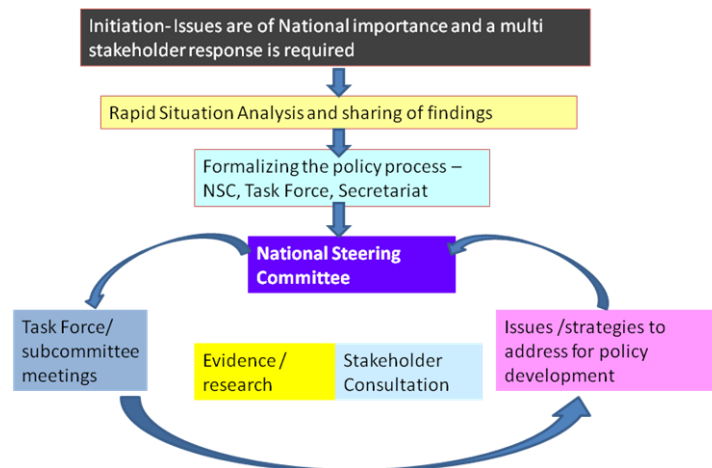 Initiation- Issues are of National importance and a multi
stakeholder response is required
Rapid Situation Analysis and sharing of findings
Formalizing the policy process –
NSC, Task Force, Secretariat
National Steering
Committee
Task Force/
subcommittee
meetings
Evidence /
research
Stakeholder
Consultation
Issues /strategies to
address for policy
development